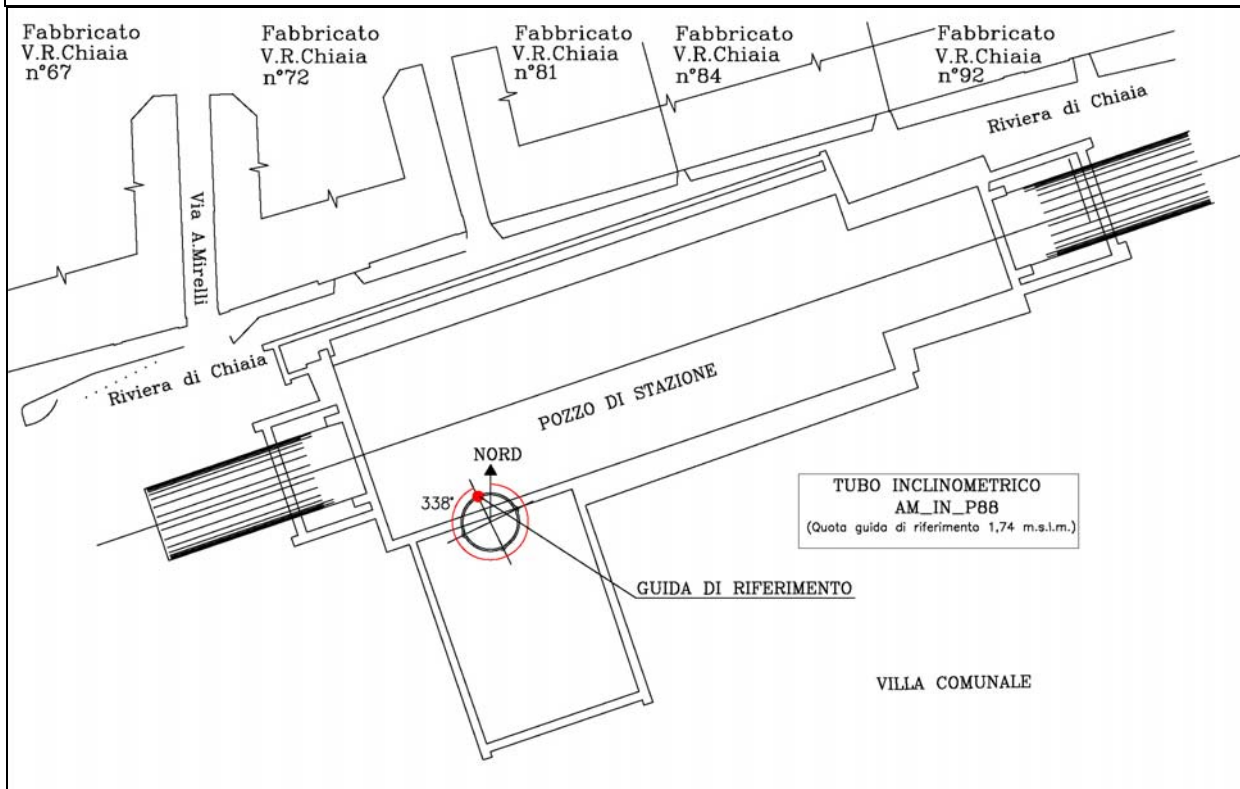 Fabbricato
V.R.Chiaia
n°67
Fabbricato
V.R.Chiaia
n°72
Fabbricato
V.R.Chiaia
n°81
Fabbricato
V.R.Chiaia
n°84
Fabbricato
V.R.Chiaia
n°92
Riviera di Chiaia
Via A.Mirelli
Riviera di Chiaia
POZZO DI STAZIONE
NORD
338°
TUBO INCLINOMETRICO
AM_IN_P88
(Quota guida di riferimento 1,74 m.s.l.m.)
GUIDA DI RIFERIMENTO
VILLA COMUNALE